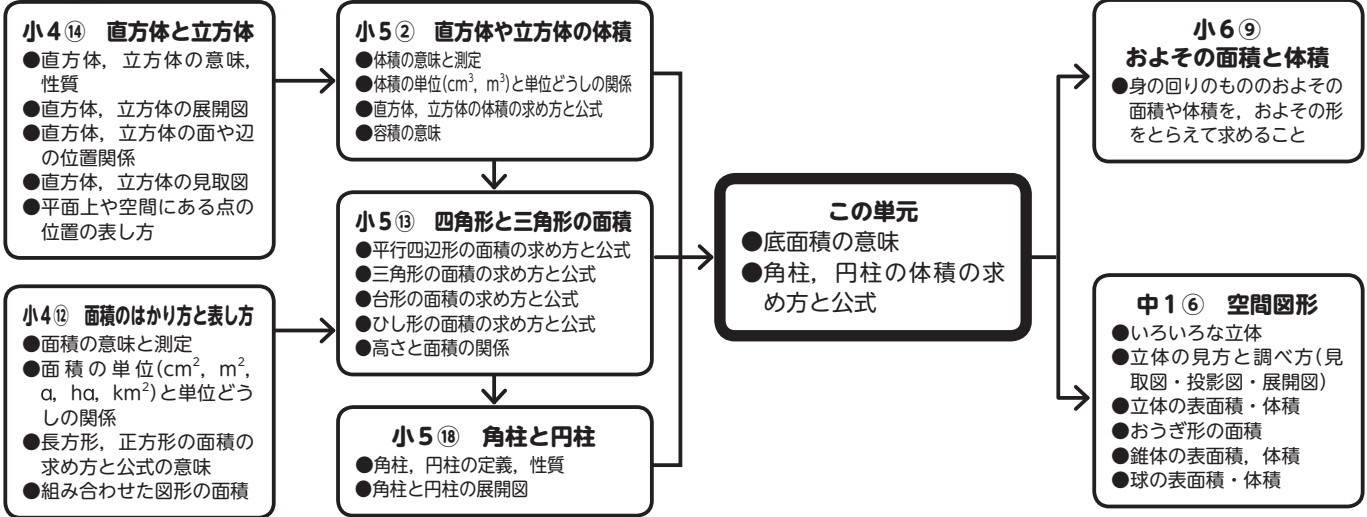 小4⑭ 直方体と立方体
●直方体，立方体の意味，
性質
●直方体，立方体の展開図
●直方体，立方体の面や辺
の位置関係
●直方体，立方体の見取図
●平面上や空間にある点の
位置の表し方
小4⑫ 面積のはかり方と表し方
●面積の意味と測定
●面積の単位(cm²，m²，
a，ha，km²)と単位どう
しの関係
●長方形，正方形の面積の
求め方と公式の意味
●組み合わせた図形の面積
小5② 直方体や立方体の体積
●体積の意味と測定
●体積の単位(cm³，m³)と単位どうしの関係
●直方体，立方体の体積の求め方と公式
●容積の意味
小5⑬ 四角形と三角形の面積
●平行四辺形の面積の求め方と公式
●三角形の面積の求め方と公式
●台形の面積の求め方と公式
●ひし形の面積の求め方と公式
●高さと面積の関係
小5⑱ 角柱と円柱
●角柱，円柱の定義，性質
●角柱と円柱の展開図
この単元
●底面積の意味
●角柱，円柱の体積の求
め方と公式
小6⑨
およその面積と体積
●身の回りのもののおよその
面積や体積を，およその形
をとらえて求めること
中1⑥ 空間図形
●いろいろな立体
●立体の見方と調べ方(見
取図・投影図・展開図)
●立体の表面積・体積
●おうぎ形の面積
●錐体の表面積，体積
●球の表面積・体積